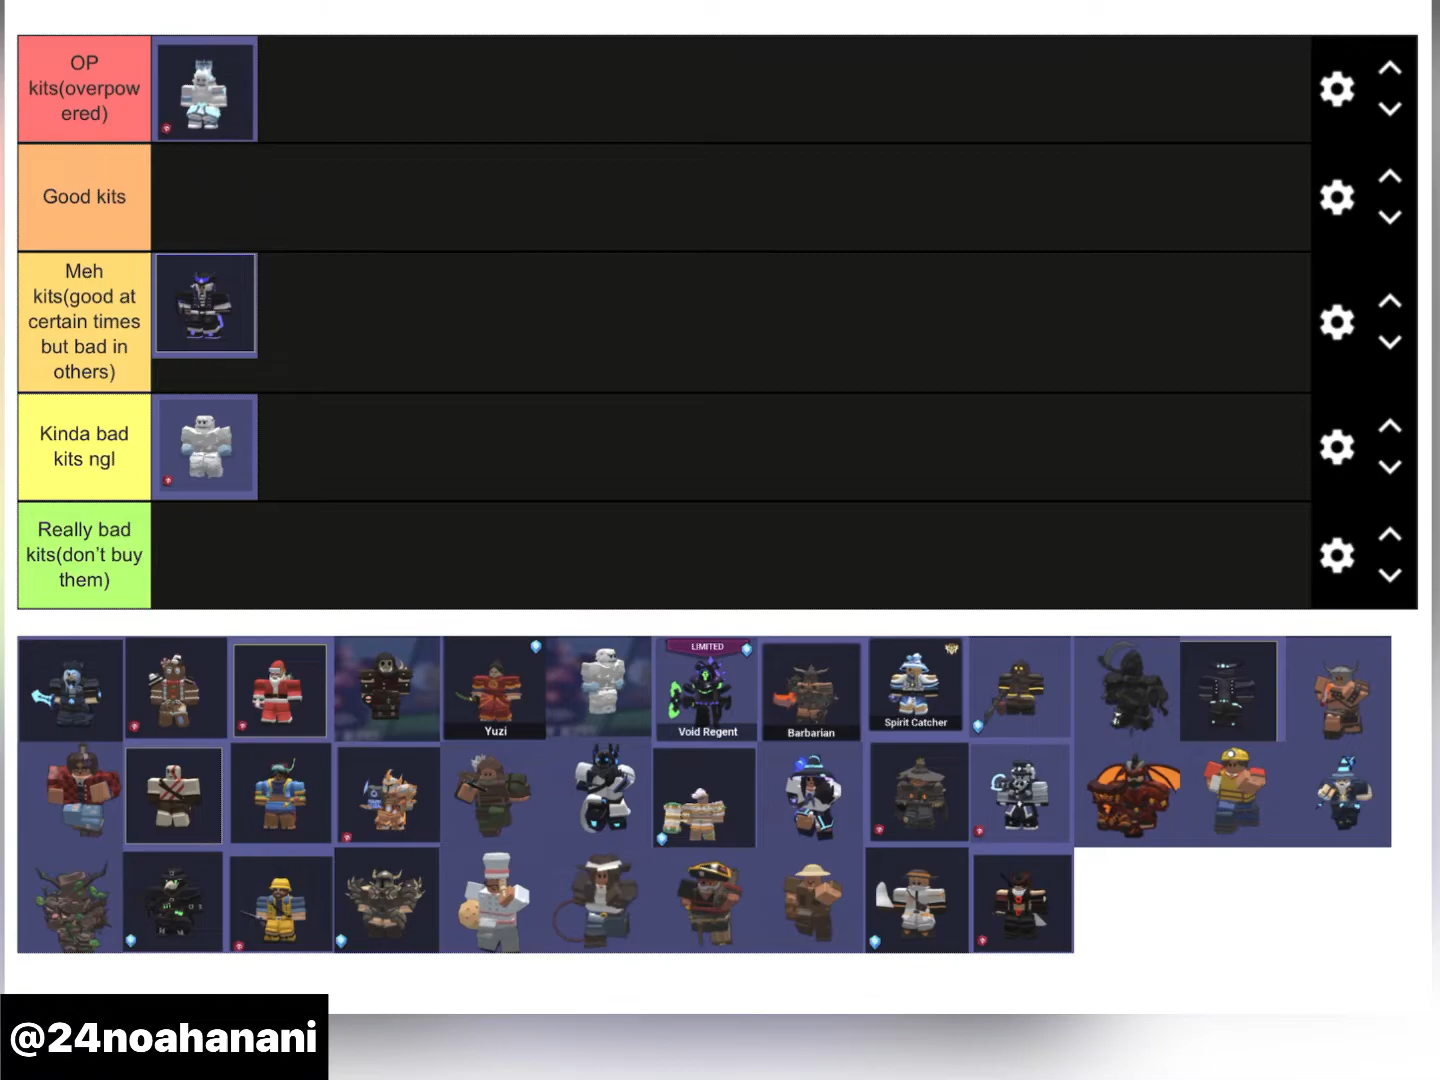 OP
kits(overpow
ered)
Good kits
Meh
kits(good at
certain times
but bad in
others)
Kinda bad
kits ngl
Really bad
kits(don't buy
them)
LIMITED
Yuzi
Void Regent
Barbarian
Spirit Catcher
@24noahanani